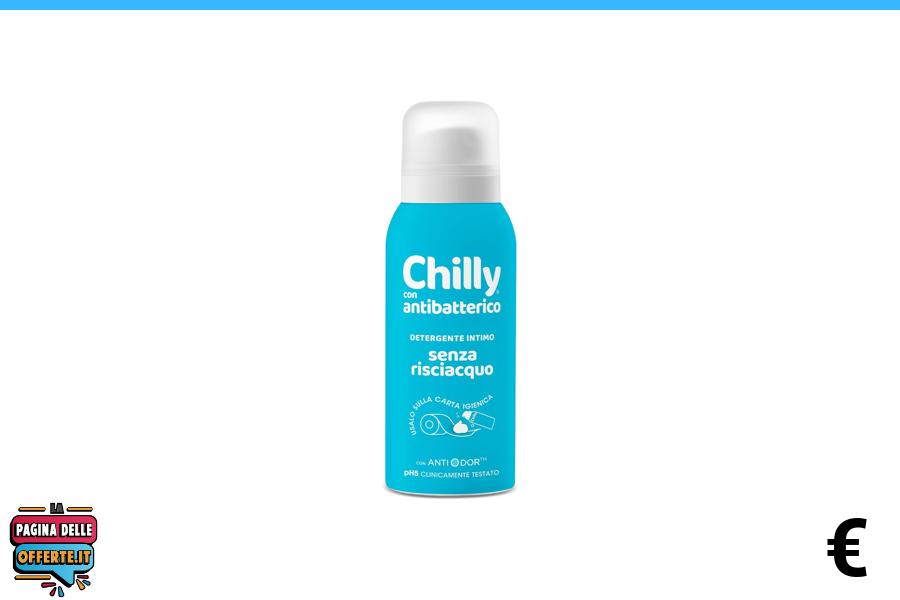 Chilly
con
antibatterico
DETERGENTE INTIMO
senza
risciacquo
USALO SULLA CARTA IGIENICA
CON ANTI ODOR™
pH5 CLINICAMENTE TESTATO
LA
PAGINA DELLE
OFFERTE.IT
€